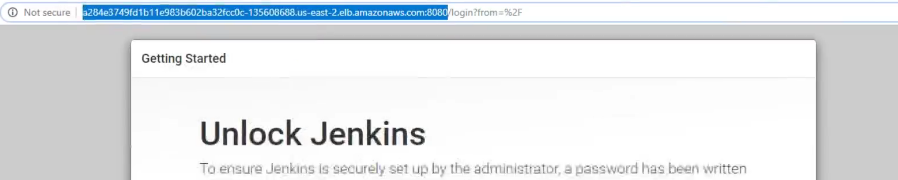 Not secure | a284e3749fd1b11e983b602ba32fcc0c-135608688.us-east-2.elb.amazonaws.com:8080/login?from=%2F
Getting Started
Unlock Jenkins
To ensure Jenkins is securely set up by the administrator, a password has been written